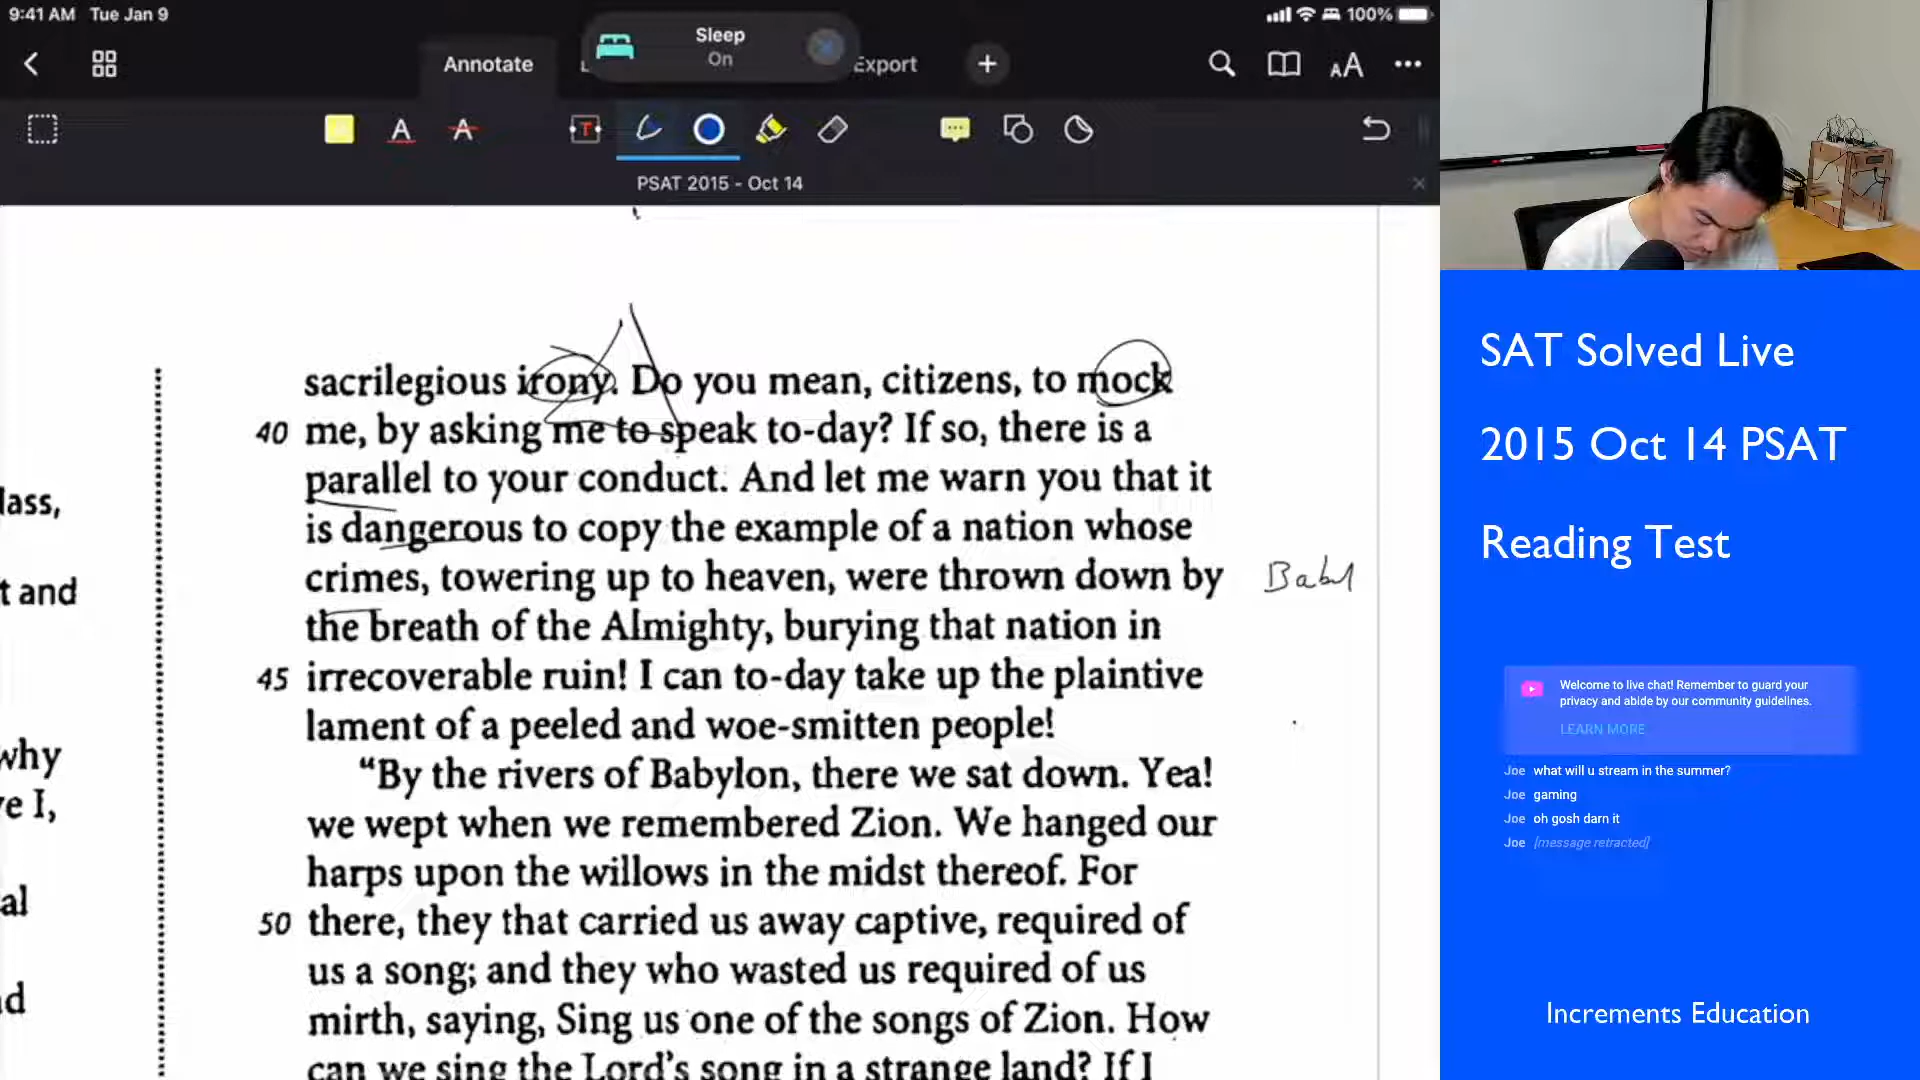 9:41 AM Tue Jan 9
100%
Sleep
On
Annotate
Export
PSAT 2015 - Oct 14
sacrilegious irony. Do you mean, citizens, to mock
40 me, by asking me to speak to-day? If so, there is a
parallel to your conduct. And let me warn you that it
is dangerous to copy the example of a nation whose
crimes, towering up to heaven, were thrown down by
the breath of the Almighty, burying that nation in
45 irrecoverable ruin! I can to-day take up the plaintive
lament of a peeled and woe-smitten people!
“By the rivers of Babylon, there we sat down. Yea!
we wept when we remembered Zion. We hanged our
harps upon the willows in the midst thereof. For
50 there, they that carried us away captive, required of
us a song; and they who wasted us required of us
mirth, saying, Sing us one of the songs of Zion. How
can we sing the Lord's song in a strange land? If I
lass,
t and
why
e I,
al
d
SAT Solved Live
2015 Oct 14 PSAT
Reading Test
Welcome to live chat! Remember to guard your
privacy and abide by our community guidelines.
LEARN MORE
Joe what will u stream in the summer?
Joe gaming
Joe oh gosh darn it
Joe [message retracted]
Increments Education